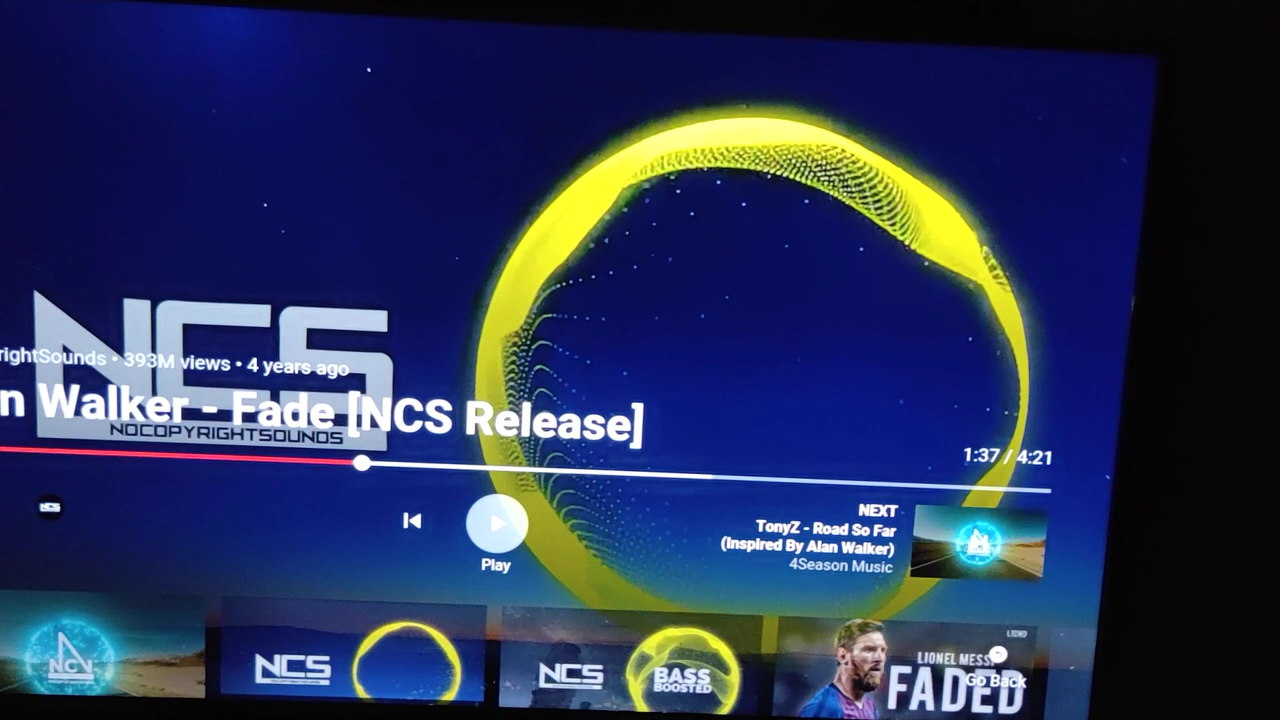 NCS
rightSounds • 393M views • 4 years ago
n Walker - Fade [NCS Release]
NOCOPYRIGHTSOUNDS
1:37 / 4:21
NCS
NEXT
TonyZ - Road So Far
(Inspired By Alan Walker)
4Season Music
Play
NCS
NCS
BASS
BOOSTED
LIONEL MESSI
FADED
Go Back